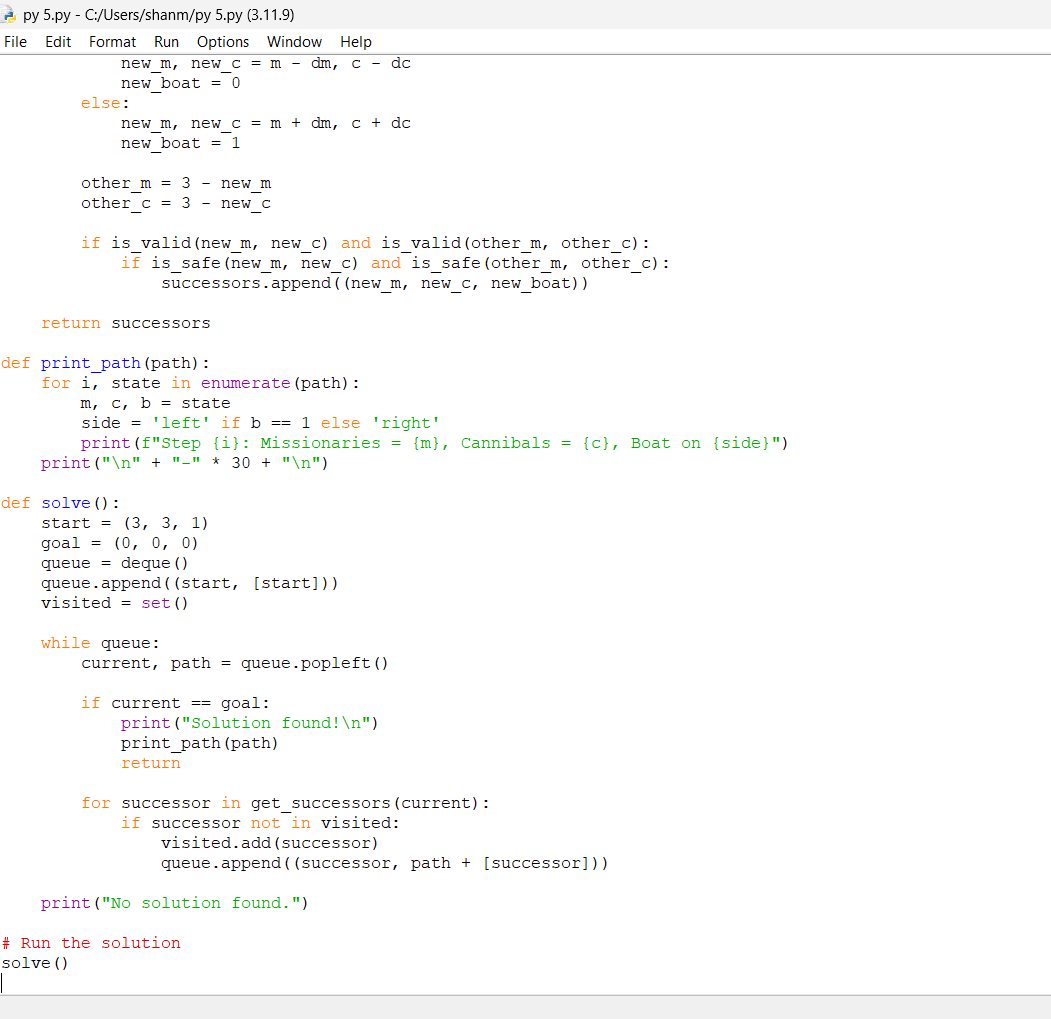 py 5.py - C:/Users/shanm/py 5.py (3.11.9)
File Edit Format Run Options Window Help
            new_m, new_c = m - dm, c - dc
            new_boat = 0
        else:
            new_m, new_c = m + dm, c + dc
            new_boat = 1

        other_m = 3 - new_m
        other_c = 3 - new_c

        if is_valid(new_m, new_c) and is_valid(other_m, other_c):
            if is_safe(new_m, new_c) and is_safe(other_m, other_c):
                successors.append((new_m, new_c, new_boat))

    return successors

def print_path(path):
    for i, state in enumerate(path):
        m, c, b = state
        side = 'left' if b == 1 else 'right'
        print(f"Step {i}: Missionaries = {m}, Cannibals = {c}, Boat on {side}")
    print("\n" + "-" * 30 + "\n")

def solve():
    start = (3, 3, 1)
    goal = (0, 0, 0)
    queue = deque()
    queue.append((start, [start]))
    visited = set()

    while queue:
        current, path = queue.popleft()

        if current == goal:
            print("Solution found!\n")
            print_path(path)
            return

        for successor in get_successors(current):
            if successor not in visited:
                visited.add(successor)
                queue.append((successor, path + [successor]))

    print("No solution found.")

# Run the solution
solve()